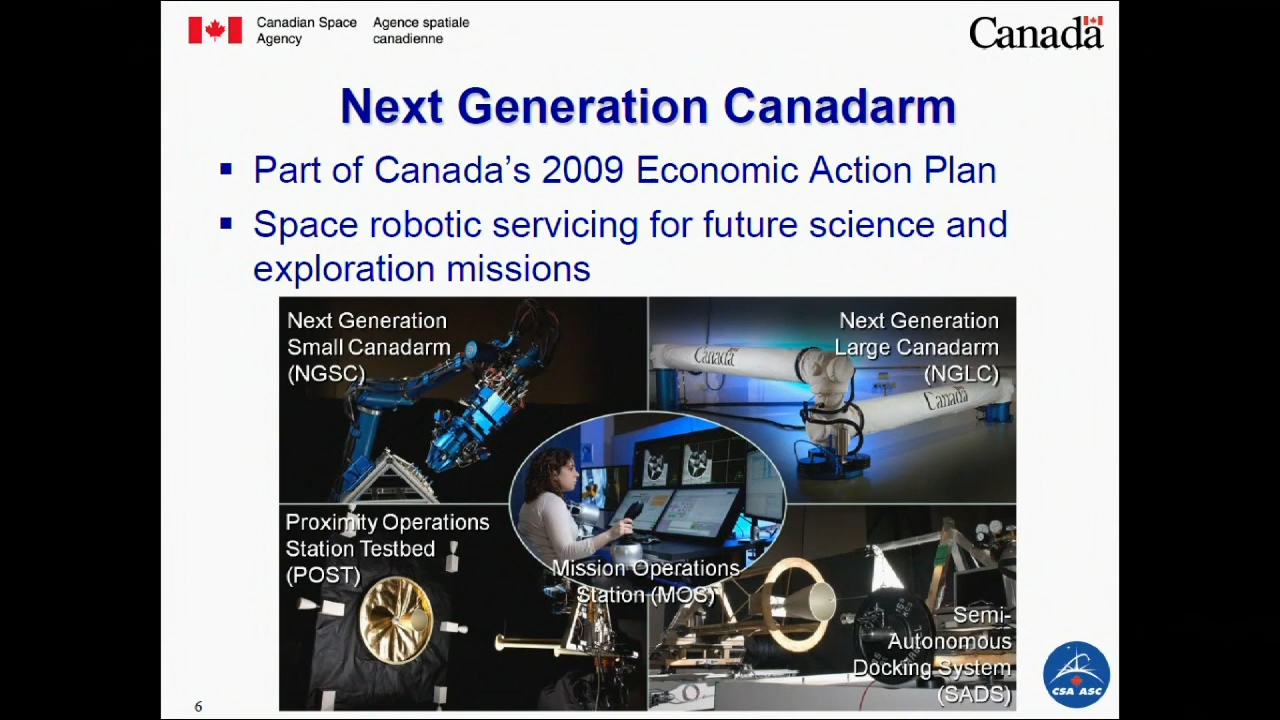 Canadian Space
Agency
Agence spatiale
canadienne
Canada
Next Generation Canadarm
▪ Part of Canada's 2009 Economic Action Plan
▪ Space robotic servicing for future science and
exploration missions
Next Generation
Small Canadarm
(NGSC)
Next Generation
Large Canadarm
(NGLC)
Canada
Canada
Proximity Operations
Station Testbed
(POST)
Mission Operations
Station (MOS)
Semi-
Autonomous
Docking System
(SADS)
CSA ASC
6